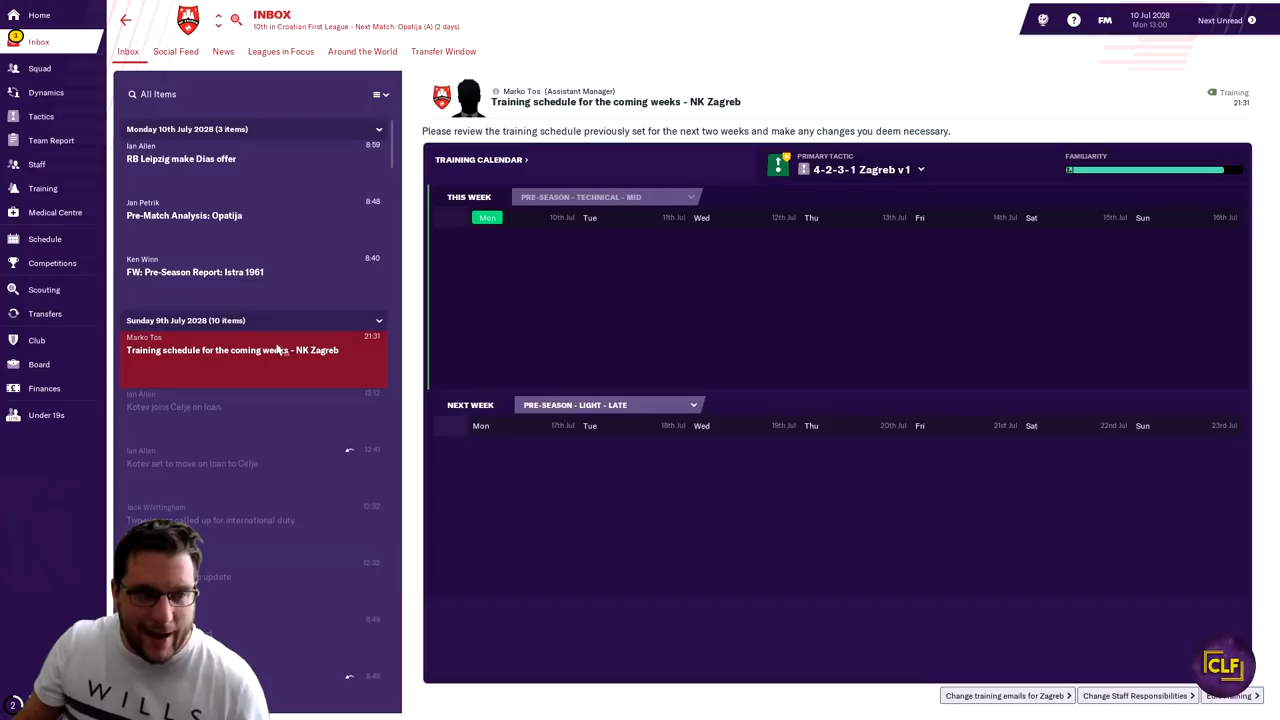 Home
INBOX
10th in Croatian First League - Next Match: Opatija (A) (2 days)
FM
10 Jul 2028
Mon 13:00
Next Unread
3
Inbox
Squad
Dynamics
Tactics
Team Report
Staff
Training
Medical Centre
Schedule
Competitions
Scouting
Transfers
Club
Board
Finances
Under 19s
2
Inbox
Social Feed
News
Leagues in Focus
Around the World
Transfer Window
All Items
Monday 10th July 2028 (3 items)
Ian Allen
8:59
RB Leipzig make Dias offer
Jan Petrik
8:48
Pre-Match Analysis: Opatija
Ken Winn
8:40
FW: Pre-Season Report: Istra 1961
Sunday 9th July 2028 (10 items)
Marko Tos
21:31
Training schedule for the coming weeks - NK Zagreb
Ian Allen
15:12
Kotev joins Celje on loan
Ian Allen
12:41
Kotev set to move on loan to Celje
Jack Whittingham
12:32
called up for international duty
12:32
update
8:49
8:49
Marko Tos (Assistant Manager)
Training schedule for the coming weeks - NK Zagreb
Training
21:31
Please review the training schedule previously set for the next two weeks and make any changes you deem necessary.
TRAINING CALENDAR >
PRIMARY TACTIC
4-2-3-1 Zagreb v1
FAMILIARITY
THIS WEEK
PRE-SEASON - TECHNICAL - MID
Mon 10th Jul Tue 11th Jul Wed 12th Jul Thu 13th Jul Fri 14th Jul Sat 15th Jul Sun 16th Jul
NEXT WEEK
PRE-SEASON - LIGHT - LATE
Mon 17th Jul Tue 18th Jul Wed 19th Jul Thu 20th Jul Fri 21st Jul Sat 22nd Jul Sun 23rd Jul
Change training emails for Zagreb >
Change Staff Responsibilities >
CLF
WILLS